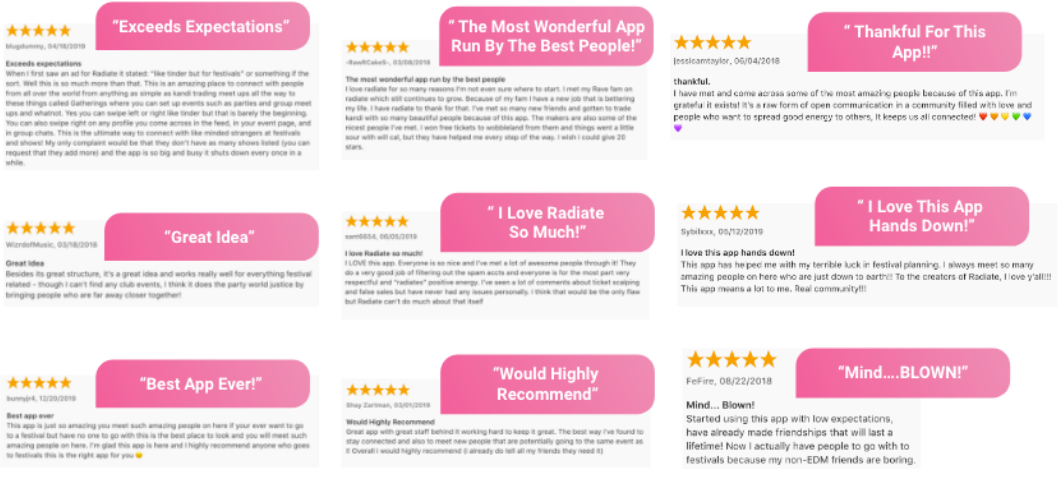 “Exceeds Expectations”
blugdummy, 04/18/2019
Exceeds expectations
When I first saw an ad for Radiate it stated: "like tinder but for festivals" or something if the
sort. Well this is so much more than that. This is an amazing place to connect with people
from all over the world from anything as simple as kandi trading meet ups all the way to
these things called Gatherings where you can set up events such as parties and group meet
ups and whatnot. Yes you can swipe left or right like tinder but that is barely the beginning.
You can also swipe right on any profile you come across in the feed, in your event page, and
in group chats. This is the ultimate way to connect with like minded strangers at festivals
and shows! My only complaint would be that they don't have as many shows listed (you can
request that they add more) and the app is so big and busy it shuts down every once in a
while.
“ The Most Wonderful App
Run By The Best People!”
-RawRCakeS-, 03/08/2018
The most wonderful app run by the best people
I love radiate for so many reasons I'm not even sure where to start. I met my Rave fam on
radiate which still continues to grow. Because of my fam I have a new job that is bettering
my life. I have radiate to thank for that. I've met so many new friends and gotten to trade
kandi with so many beautiful people because of this app. The makers are also some of the
nicest people I've met. I won free tickets to wobbleland from them and things went a little
sour with will cal, but they have helped me every step of the way. I wish I could give 20
stars.
“ Thankful For This
App!!”
jessicamtaylor, 06/04/2018
thankful.
I have met and come across some of the most amazing people because of this app. I'm
grateful it exists! it's a raw form of open communication in a community filled with love and
people who want to spread good energy to others, it keeps us all connected! ❤️🧡💛💚💙
💜
“Great Idea”
WizrdofMusic, 03/18/2019
Great Idea
Besides its great structure, it's a great idea and works really well for everything festival
related - though I can't find any club events, I think it does the party world justice by
bringing people who are far away closer together!
“ I Love Radiate
So Much!”
sam6554, 06/05/2019
I love Radiate so much!
I LOVE this app. Everyone is so nice and I've met a lot of awesome people through it! They
do a very good job of filtering out the spam accts and everyone is for the most part very
respectful and "radiates" positive energy. I've seen a lot of comments about ticket scalping
and false sales but have never had any issues personally. I think that would be the only flaw
but Radiate can't do much about that itself
“ I Love This App
Hands Down!”
Sybilxxx, 05/12/2019
I love this app hands down!
This app has helped me with my terrible luck in festival planning. I always meet so many
amazing people on here who are just down to earth!! To the creators of Radiate, I love y'all!!!
This app means a lot to me. Real community!!!
“Best App Ever!”
bunnyjr4, 12/29/2019
Best app ever
This app is just so amazing you meet such amazing people on here if your ever want to go
to a festival but have no one to go with this is the best place to look and you will meet such
amazing people on here. I'm glad this app is here and I highly recommend anyone who goes
to festivals this is the right app for you
“Would Highly
Recommend”
Shay Zartman, 03/01/2019
Would Highly Recommend
Great app with great staff behind it working hard to keep it great. The best way I've found to
stay connected and also to meet new people that are potentially going to the same event as
it Overall I would highly recommend (I already do tell all my friends they need it)
“Mind....BLOWN!”
FeFire, 08/22/2018
Mind... Blown!
Started using this app with low expectations,
have already made friendships that will last a
lifetime! Now I actually have people to go with to
festivals because my non-EDM friends are boring.